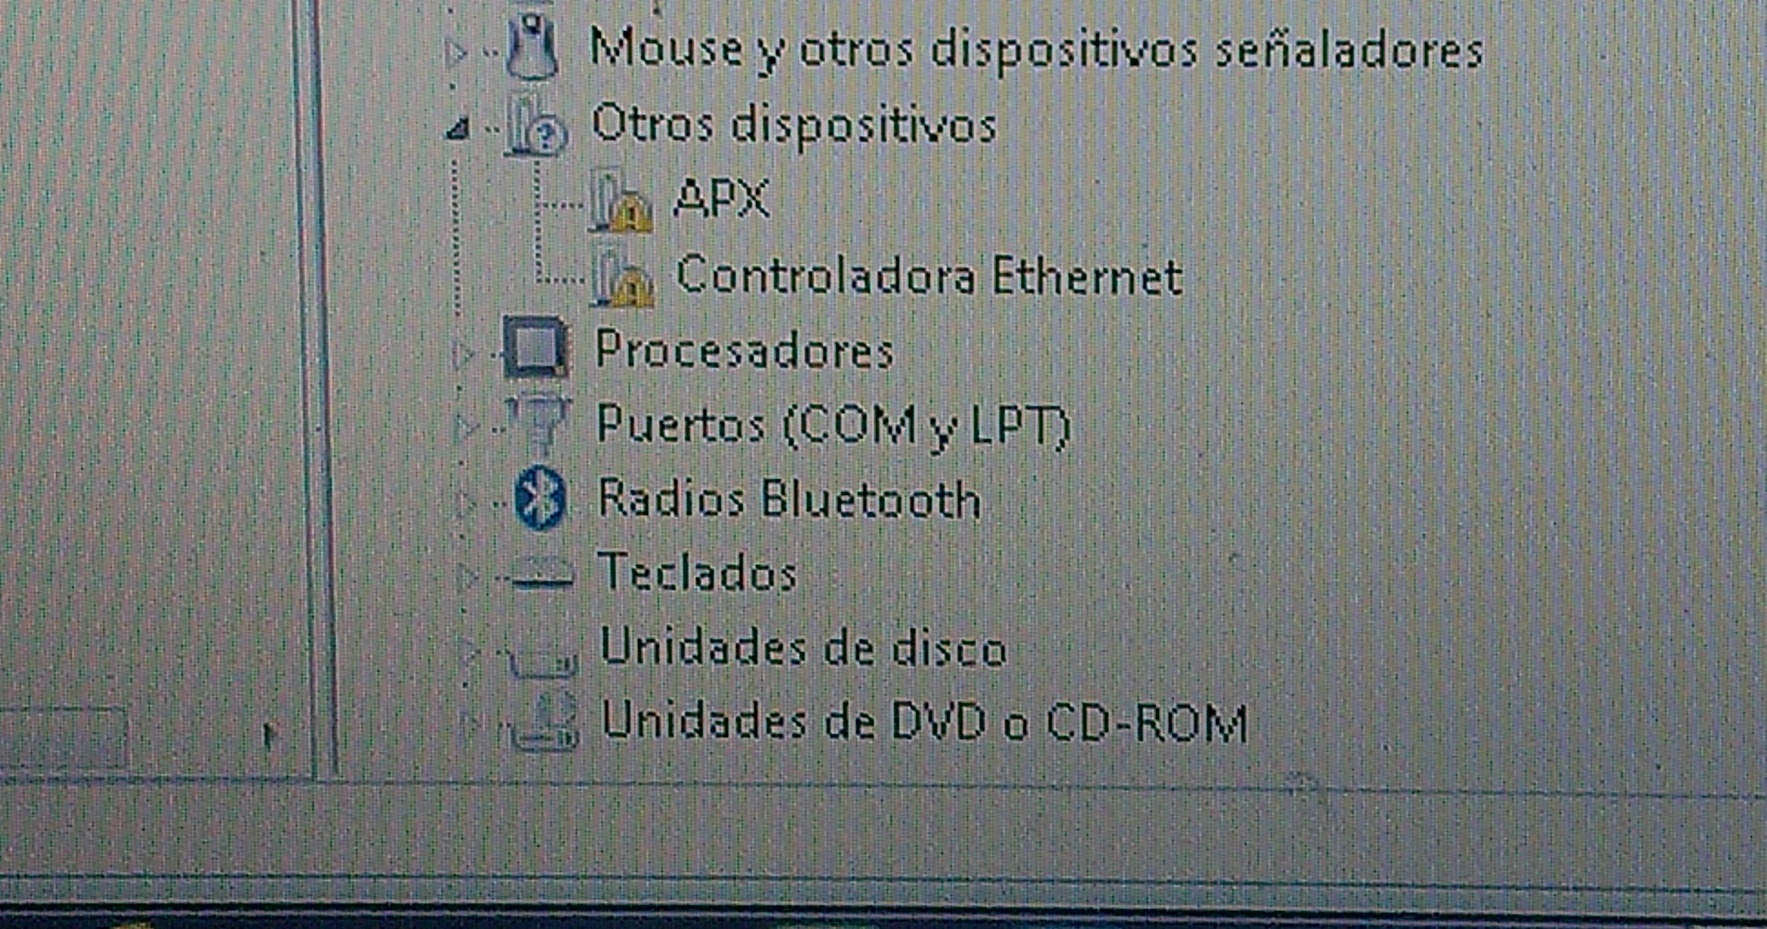 Mouse y otros dispositivos señaladores
Otros dispositivos
APX
Controladora Ethernet
Procesadores
Puertos (COM y LPT)
Radios Bluetooth
Teclados
Unidades de disco
Unidades de DVD o CD-ROM